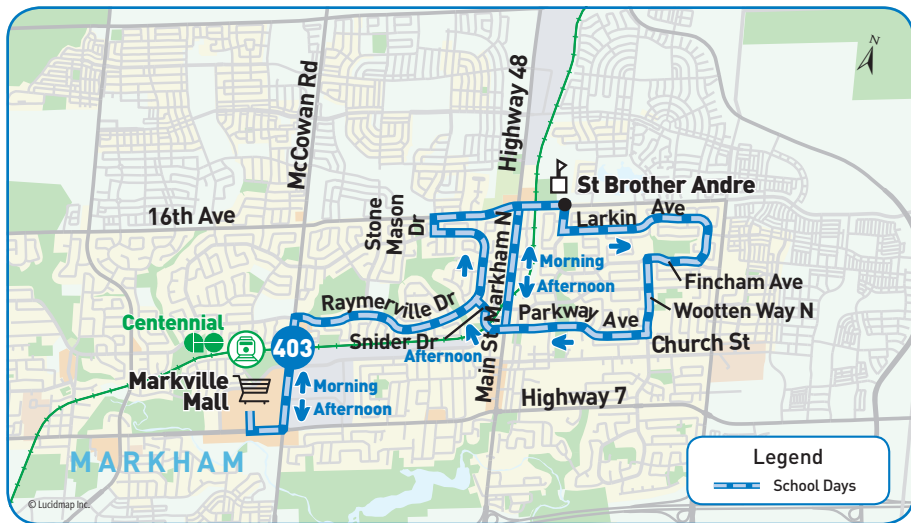 N
McCowan Rd
Highway 48
St Brother Andre
16th Ave
Stone
Mason
Dr
Larkin Ave
Main St Markham N
Morning
Afternoon
Fincham Ave
Raymerville Dr
Wootten Way N
Parkway Ave
Centennial
403
Snider Dr
Afternoon
Church St
Markville
Mall
Morning
Afternoon
Highway 7
MARKHAM
Legend
School Days
© Lucidmap Inc.